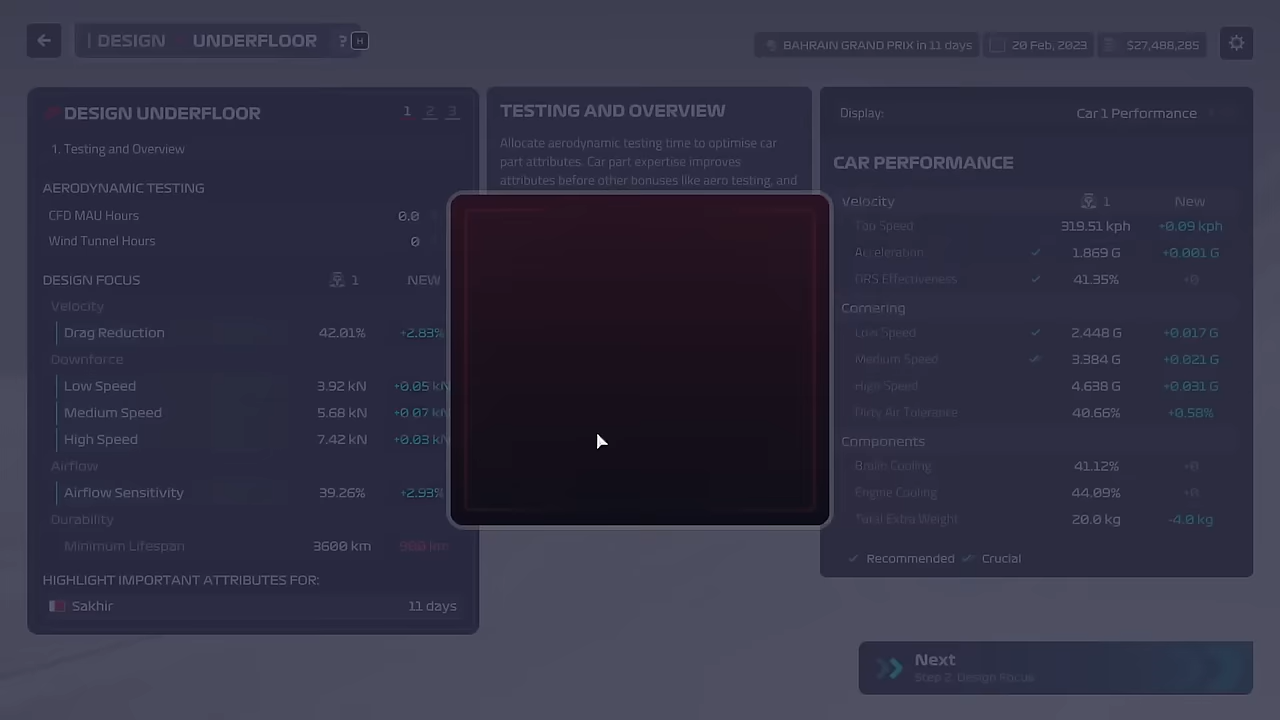 DESIGN UNDERFLOOR ? H
BAHRAIN GRAND PRIX in 11 days
20 Feb, 2023
$27,488,285
DESIGN UNDERFLOOR 1 2 3
1. Testing and Overview
AERODYNAMIC TESTING
CFD MAU Hours 0.0
Wind Tunnel Hours 0
DESIGN FOCUS 1 NEW
Velocity
Drag Reduction 42.01% +2.83%
Downforce
Low Speed 3.92 kN +0.05 kN
Medium Speed 5.68 kN +0.07 kN
High Speed 7.42 kN +0.03 kN
Airflow
Airflow Sensitivity 39.26% +2.93%
Durability
Minimum Lifespan 3600 km 900 km
HIGHLIGHT IMPORTANT ATTRIBUTES FOR:
Sakhir 11 days
TESTING AND OVERVIEW
Allocate aerodynamic testing time to optimise car
part attributes. Car part expertise improves
attributes before other bonuses like aero testing, and
Display: Car 1 Performance
CAR PERFORMANCE
Velocity 1 New
Top Speed 319.51 kph +0.09 kph
Acceleration 1.869 G +0.001 G
DRS Effectiveness 41.35% +0
Cornering
Low Speed 2.448 G +0.017 G
Medium Speed 3.384 G +0.021 G
High Speed 4.638 G +0.031 G
Dirty Air Tolerance 40.66% +0.58%
Components
Brake Cooling 41.12% +0
Engine Cooling 44.09% +0
Total Extra Weight 20.0 kg -4.0 kg
Recommended Crucial
Next
Step 2: Design Focus